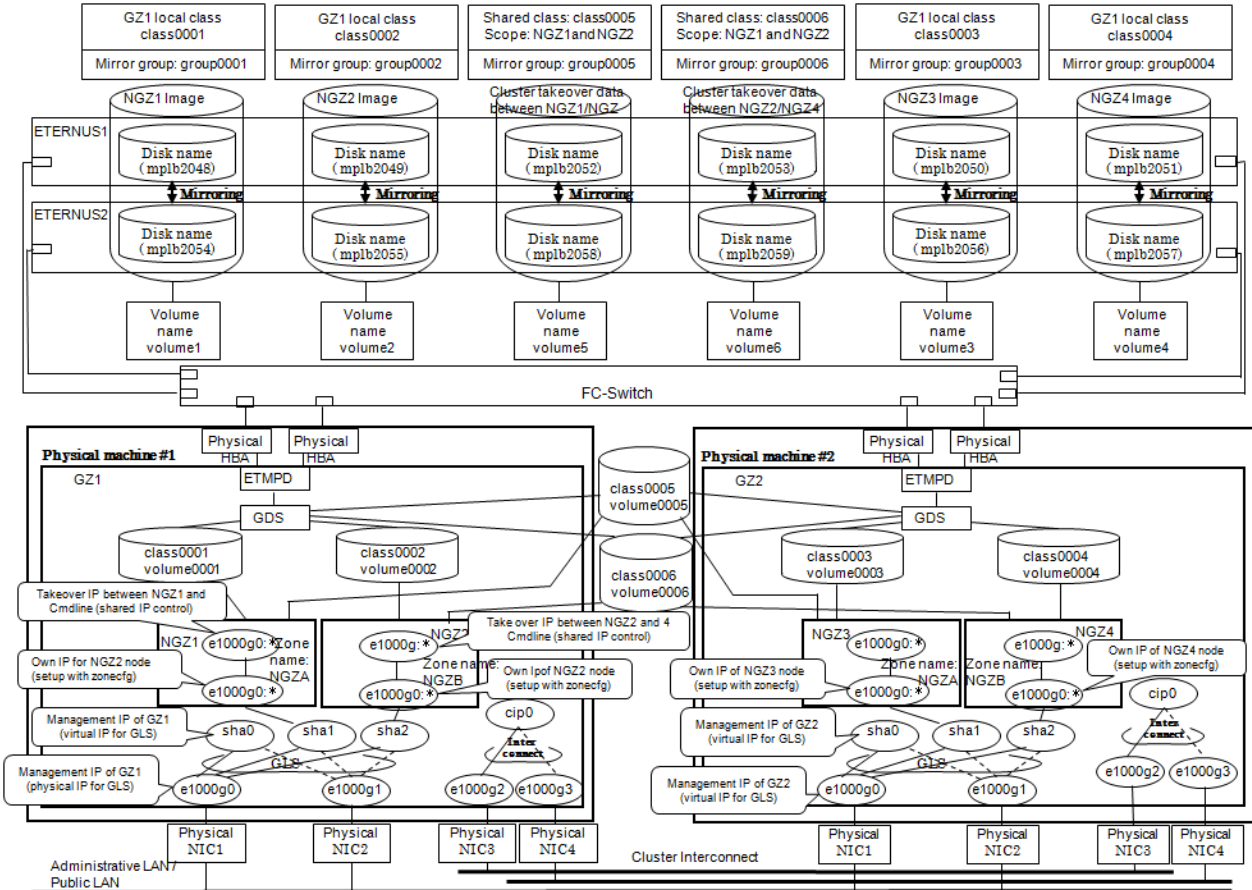 GZ1 local class
class0001
Mirror group: group0001
GZ1 local class
class0002
Mirror group: group0002
Shared class: class0005
Scope: NGZ1and NGZ2
Mirror group: group0005
Shared class: class0006
Scope: NGZ1 and NGZ2
Mirror group: group0006
GZ1 local class
class0003
Mirror group: group0003
GZ1 local class
class0004
Mirror group: group0004
NGZ1 Image
NGZ2 Image
Cluster takeover data
between NGZ1/NGZ
Cluster takeover data
between NGZ2/NGZ4
NGZ3 Image
NGZ4 Image
ETERNUS1
Disk name
(mplb2048)
Disk name
(mplb2049)
Disk name
(mplb2052)
Disk name
(mplb2053)
Disk name
(mplb2050)
Disk name
(mplb2051)
Mirroring
Mirroring
Mirroring
Mirroring
Mirroring
Mirroring
ETERNUS2
Disk name
(mplb2054)
Disk name
(mplb2055)
Disk name
(mplb2058)
Disk name
(mplb2059)
Disk name
(mplb2056)
Disk name
(mplb2057)
Volume
name
volume1
Volume
name
volume2
Volume
name
volume5
Volume
name
volume6
Volume
name
volume3
Volume
name
volume4
FC-Switch
Physical
HBA
Physical
HBA
Physical
HBA
Physical
HBA
Physical machine #1
Physical machine #2
GZ1
ETMPD
GDS
class0001
volume0001
class0002
volume0002
class0005
volume0005
class0006
volume0006
GZ2
ETMPD
GDS
class0003
volume0003
class0004
volume0004
Takeover IP between NGZ1 and
Cmdline (shared IP control)
Take over IP between NGZ2 and 4
Cmdline (shared IP control)
NGZ1
e1000g0:*
Zone
name:
NGZA
e1000g0:*
NGZ2
e1000g:*
Zone name:
NGZB
e1000g0:*
Own IP for NGZ2 node
(setup with zonecfg)
Own Ipof NGZ2 node
(setup with zonecfg)
NGZ3
e1000g0:*
Zone name:
NGZA
e1000g0:*
NGZ4
e1000g:*
Zone name:
NGZB
e1000g0:*
Own IP of NGZ3 node
(setup with zonecfg)
Own IP of NGZ4 node
(setup with zonecfg)
Management IP of GZ1
(virtual IP for GLS)
sha0
sha1
sha2
GLS
cip0
Inter
connect
Management IP of GZ1
(physical IP for GLS)
e1000g0
e1000g1
e1000g2
e1000g3
Management IP of GZ2
(virtual IP for GLS)
sha0
sha1
sha2
GLS
cip0
Inter
connect
Management IP of GZ2
(virtual IP for GLS)
e1000g0
e1000g1
e1000g2
e1000g3
Physical
NIC1
Physical
NIC2
Physical
NIC3
Physical
NIC4
Physical
NIC1
Physical
NIC2
Physical
NIC3
Physical
NIC4
Cluster Interconnect
Administrative LAN /
Public LAN